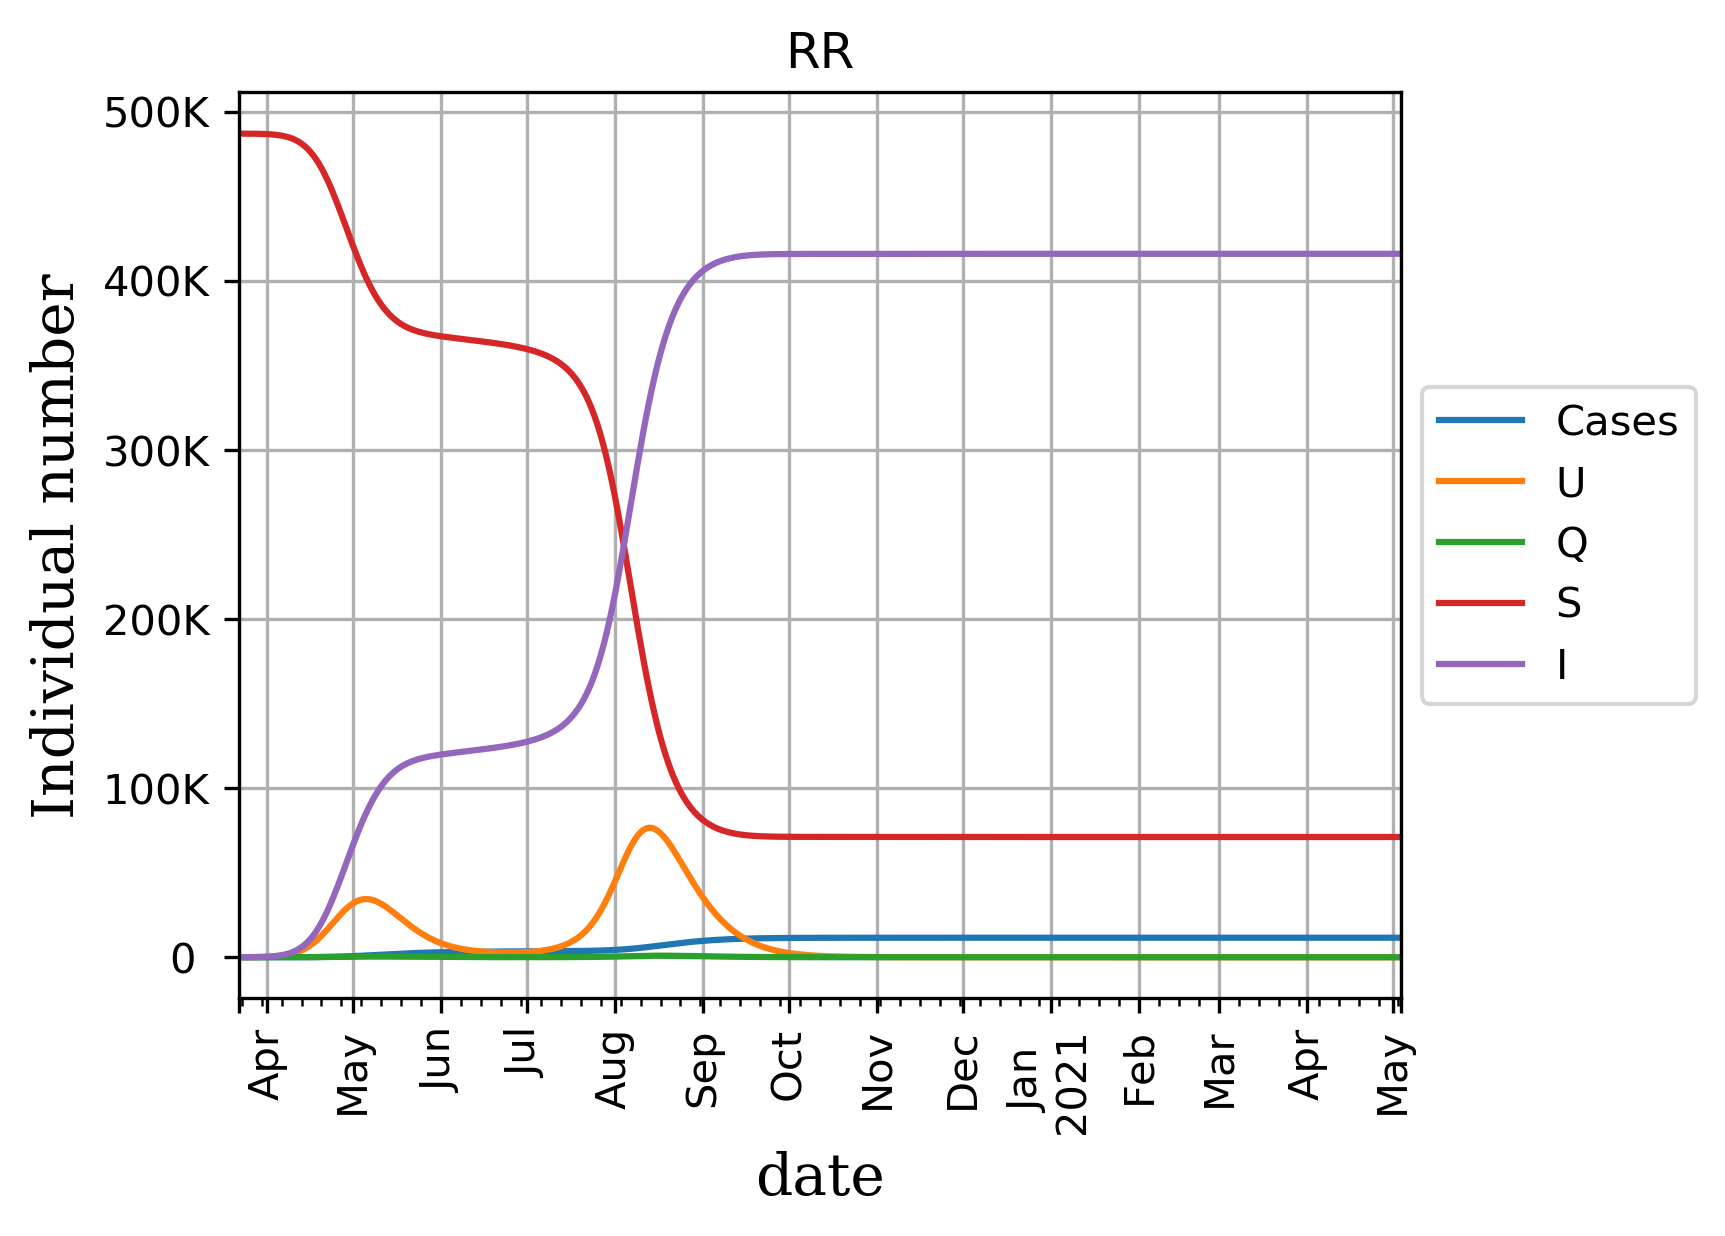 RR
Individual number
500K
400K
300K
200K
100K
0
Apr
May
Jun
Jul
Aug
Sep
Oct
Nov
Dec
Jan
2021
Feb
Mar
Apr
May
date
Cases
U
Q
S
I